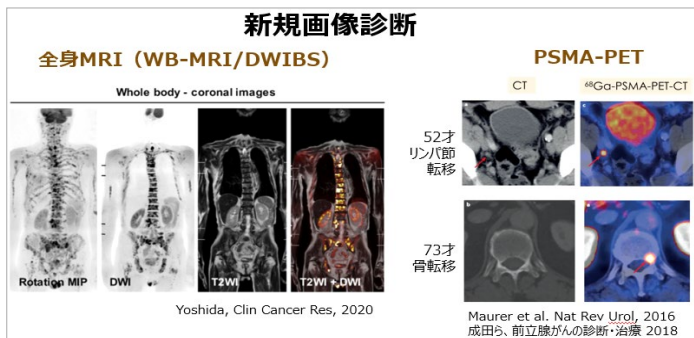 新規画像診断
全身MRI（WB-MRI/DWIBS）
Whole body - coronal images
Rotation MIP
DWI
T2WI
T2WI + DWI
Yoshida, Clin Cancer Res, 2020
PSMA-PET
CT
⁶⁸Ga-PSMA-PET-CT
52才
リンパ節
転移
a
c
73才
骨転移
b
Maurer et al. Nat Rev Urol, 2016
成田ら、前立腺がんの診断・治療 2018